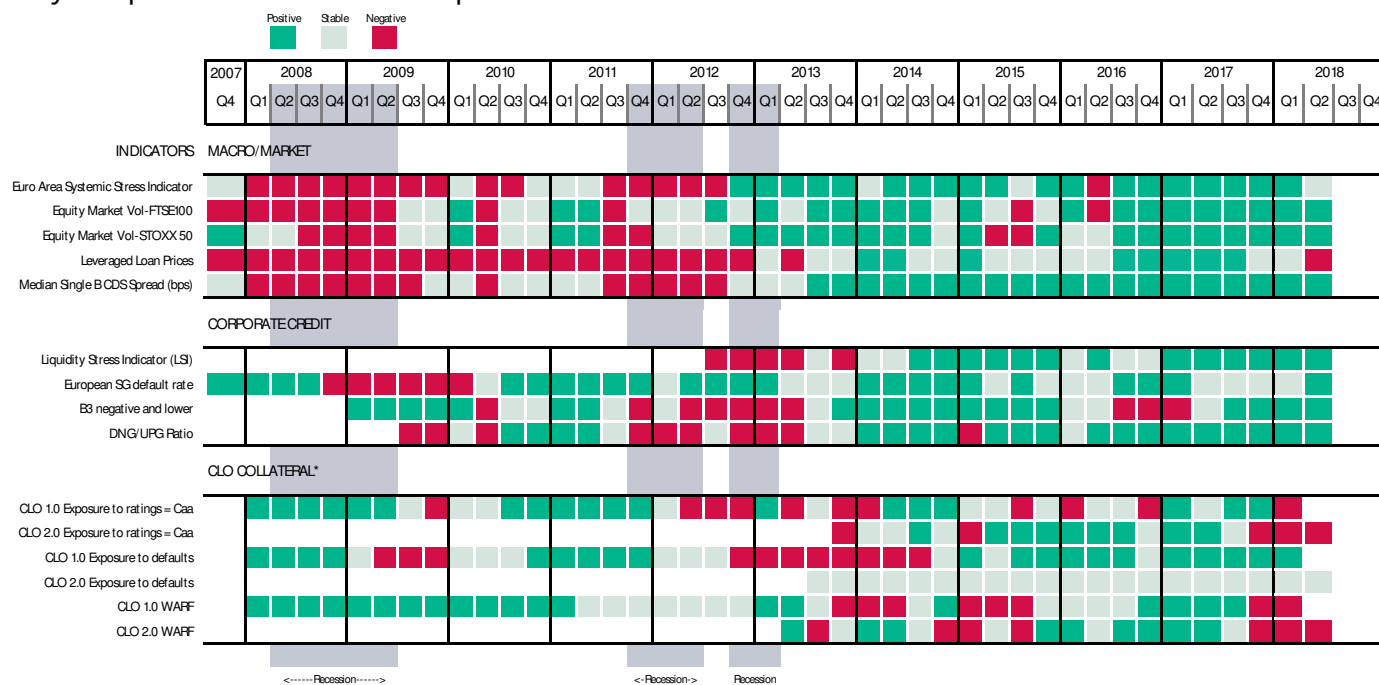 Positive Stable Negative
2007 2008 2009 2010 2011 2012 2013 2014 2015 2016 2017 2018
Q4 Q1 Q2 Q3 Q4 Q1 Q2 Q3 Q4 Q1 Q2 Q3 Q4 Q1 Q2 Q3 Q4 Q1 Q2 Q3 Q4 Q1 Q2 Q3 Q4 Q1 Q2 Q3 Q4 Q1 Q2 Q3 Q4 Q1 Q2 Q3 Q4 Q1 Q2 Q3 Q4 Q1 Q2 Q3 Q4
INDICATORS MACRO/MARKET
Euro Area Systemic Stress Indicator
Equity Market Vol-FTSE100
Equity Market Vol-STOXX 50
Leveraged Loan Prices
Median Single B CDS Spread (bps)
CORPORATE CREDIT
Liquidity Stress Indicator (LSI)
European SG default rate
B3 negative and lower
DNG/UPG Ratio
CLO COLLATERAL*
CLO 1.0 Exposure to ratings = Caa
CLO 2.0 Exposure to ratings = Caa
CLO 1.0 Exposure to defaults
CLO 2.0 Exposure to defaults
CLO 1.0 WARF
CLO 2.0 WARF
<------Recession------> <-Recession-> Recession